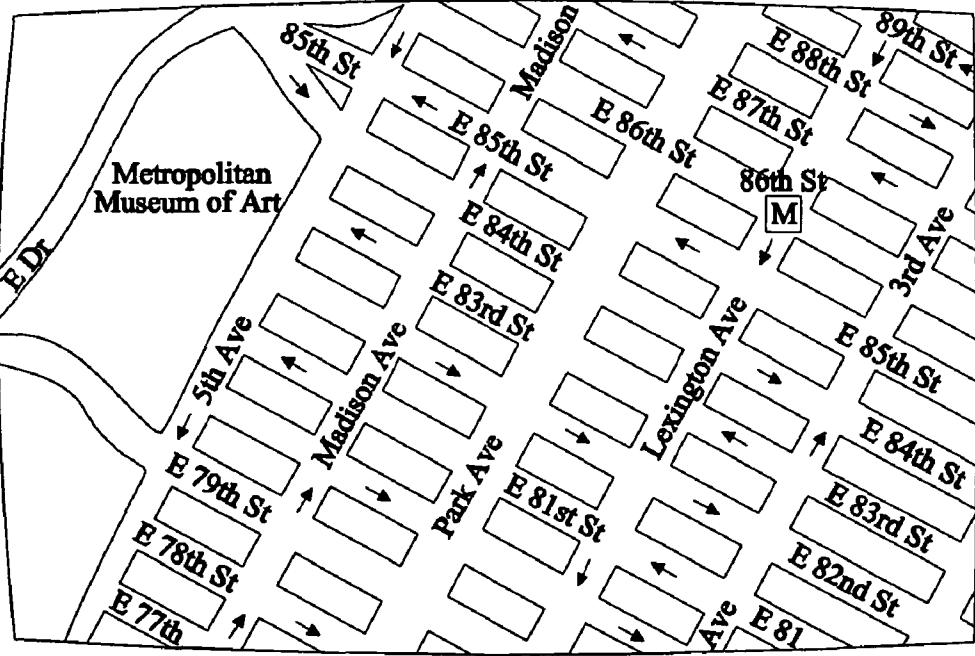 85th St
Madison
89th St
E 88th St
E 87th St
E 86th St
E 85th St
86th St
M
Metropolitan
Museum of Art
E 84th St
3rd Ave
E Dr
E 83rd St
5th Ave
Madison Ave
Lexington Ave
E 85th St
E 84th St
Park Ave
E 79th St
E 81st St
E 83rd St
E 78th St
E 82nd St
E 77th
Ave
E 81